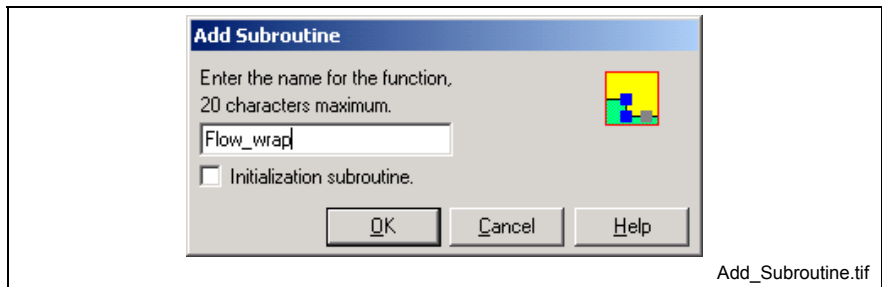 Add Subroutine
Enter the name for the function,
20 characters maximum.
Flow_wrap
Initialization subroutine.
OK Cancel Help
Add_Subroutine.tif